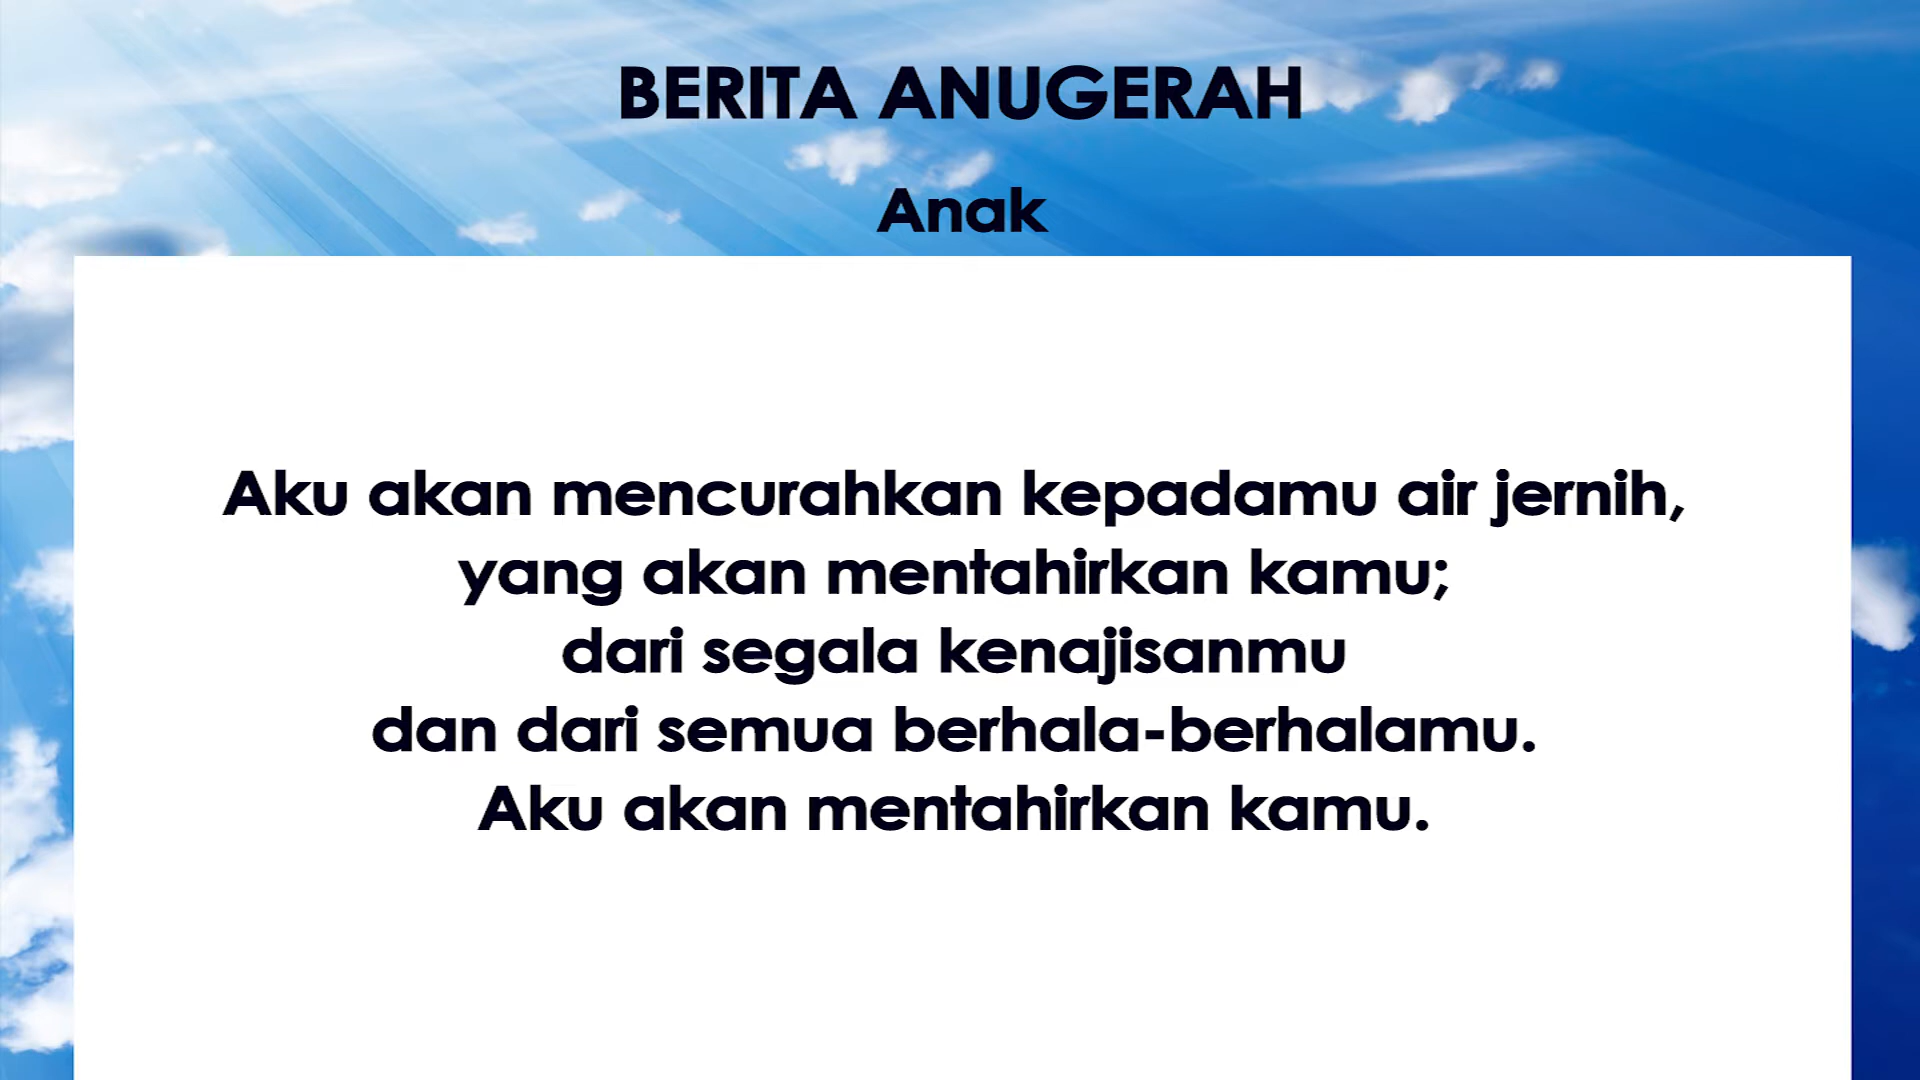 BERITA ANUGERAH
Anak
Aku akan mencurahkan kepadamu air jernih,
yang akan mentahirkan kamu;
dari segala kenajisanmu
dan dari semua berhala-berhalamu.
Aku akan mentahirkan kamu.